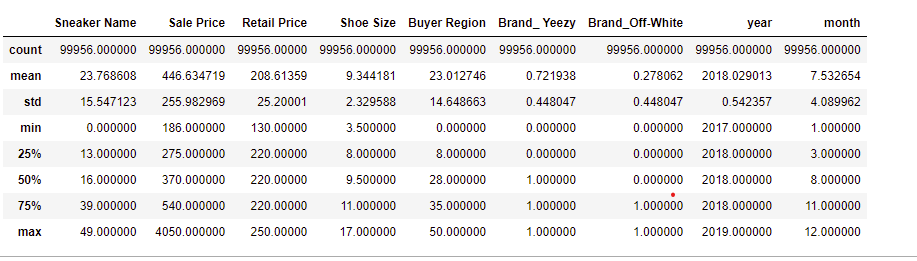 Sneaker Name Sale Price Retail Price Shoe Size Buyer Region Brand_ Yeezy Brand_Off-White year month
count 99956.000000 99956.000000 99956.00000 99956.000000 99956.000000 99956.000000 99956.000000 99956.000000 99956.000000
mean 23.768608 446.634719 208.61359 9.344181 23.012746 0.721938 0.278062 2018.029013 7.532654
std 15.547123 255.982969 25.20001 2.329588 14.648663 0.448047 0.448047 0.542357 4.089962
min 0.000000 186.000000 130.00000 3.500000 0.000000 0.000000 0.000000 2017.000000 1.000000
25% 13.000000 275.000000 220.00000 8.000000 8.000000 0.000000 0.000000 2018.000000 3.000000
50% 16.000000 370.000000 220.00000 9.500000 28.000000 1.000000 0.000000 2018.000000 8.000000
75% 39.000000 540.000000 220.00000 11.000000 35.000000 1.000000 1.000000 2018.000000 11.000000
max 49.000000 4050.000000 250.00000 17.000000 50.000000 1.000000 1.000000 2019.000000 12.000000